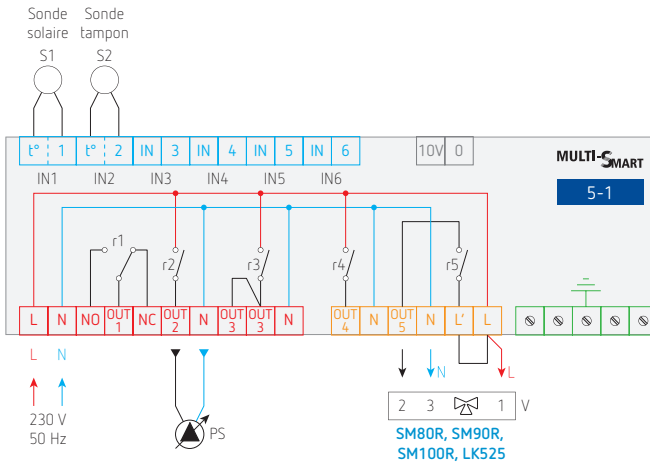 Sonde solaire
Sonde tampon
S1
S2
t° 1 t° 2 IN 3 IN 4 IN 5 IN 6
10V 0
IN1 IN2 IN3 IN4 IN5 IN6
MULTI-SMART
5-1
r1
r2
r3
r4
r5
L N NO OUT 1 NC OUT 2 N OUT 3 OUT 3 N
OUT 4 N OUT 5 N L' L
L N
230 V
50 Hz
PS
N
L
2 3 1 V
SM80R, SM90R,
SM100R, LK525